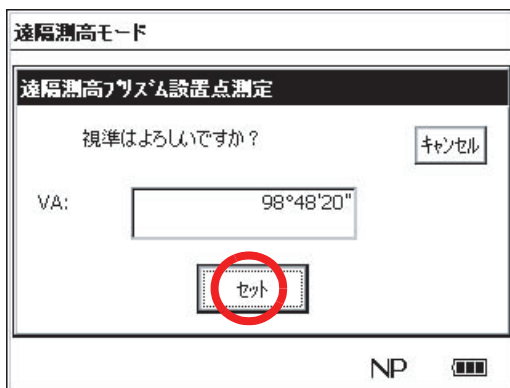 遠隔測高モード
遠隔測高プリズム設置点測定
視準はよろしいですか？
キャンセル
VA: 98°48'20"
セット
NP